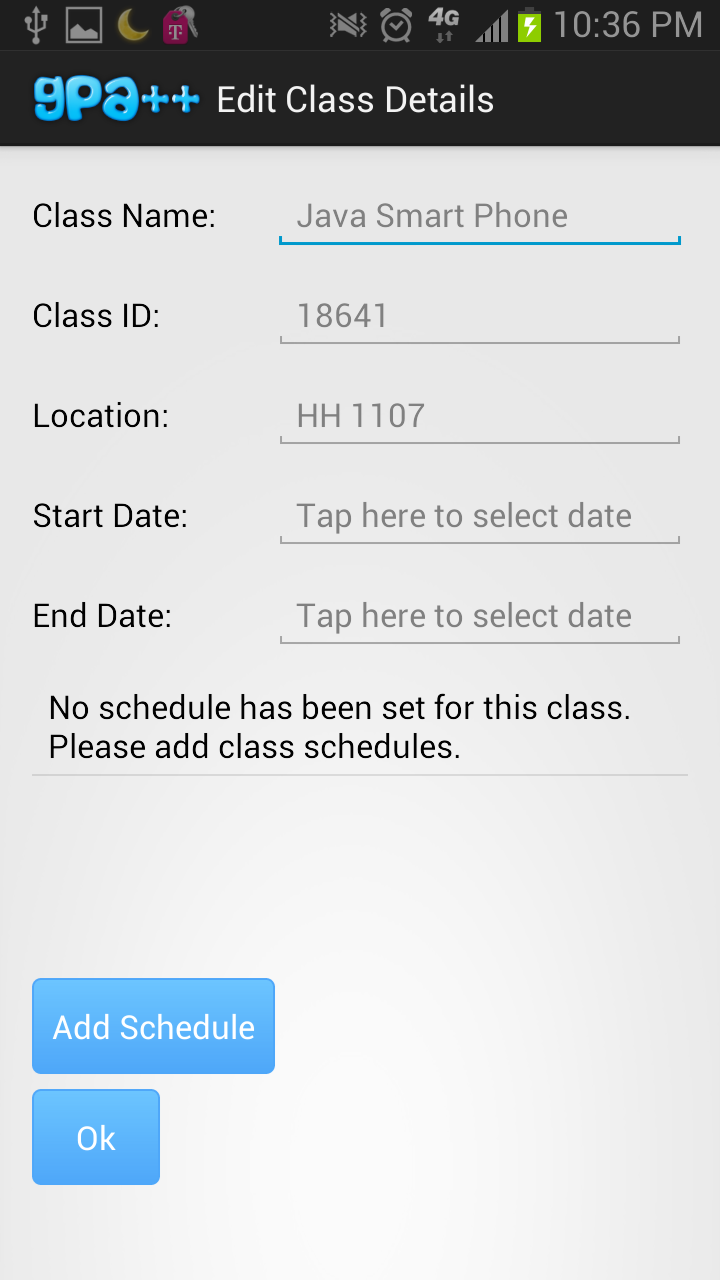 4G 10:36 PM
gpa++ Edit Class Details
Class Name: Java Smart Phone
Class ID: 18641
Location: HH 1107
Start Date: Tap here to select date
End Date: Tap here to select date
No schedule has been set for this class.
Please add class schedules.
Add Schedule
Ok